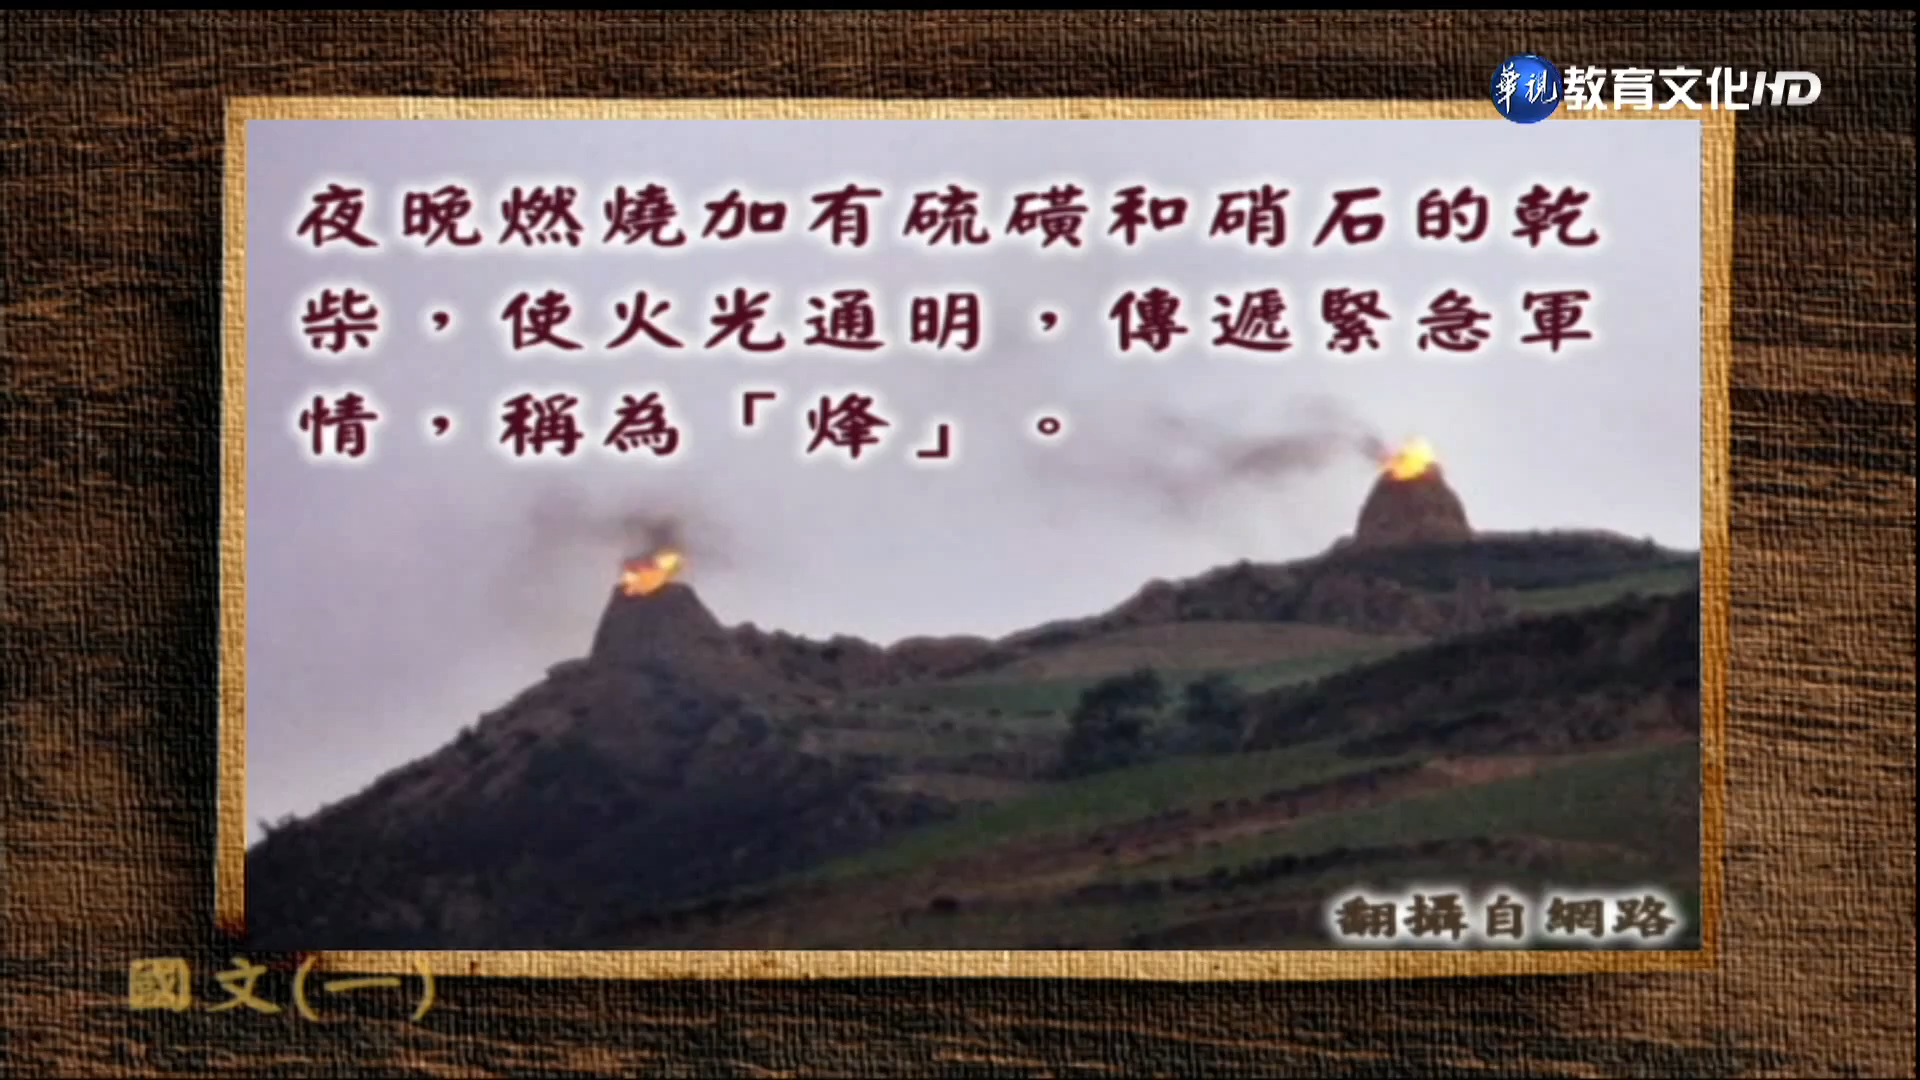 華視 教育文化HD
夜晚燃燒加有硫磺和硝石的乾
柴，使火光通明，傳遞緊急軍
情，稱為「烽」。
翻攝自網路
國文(一)